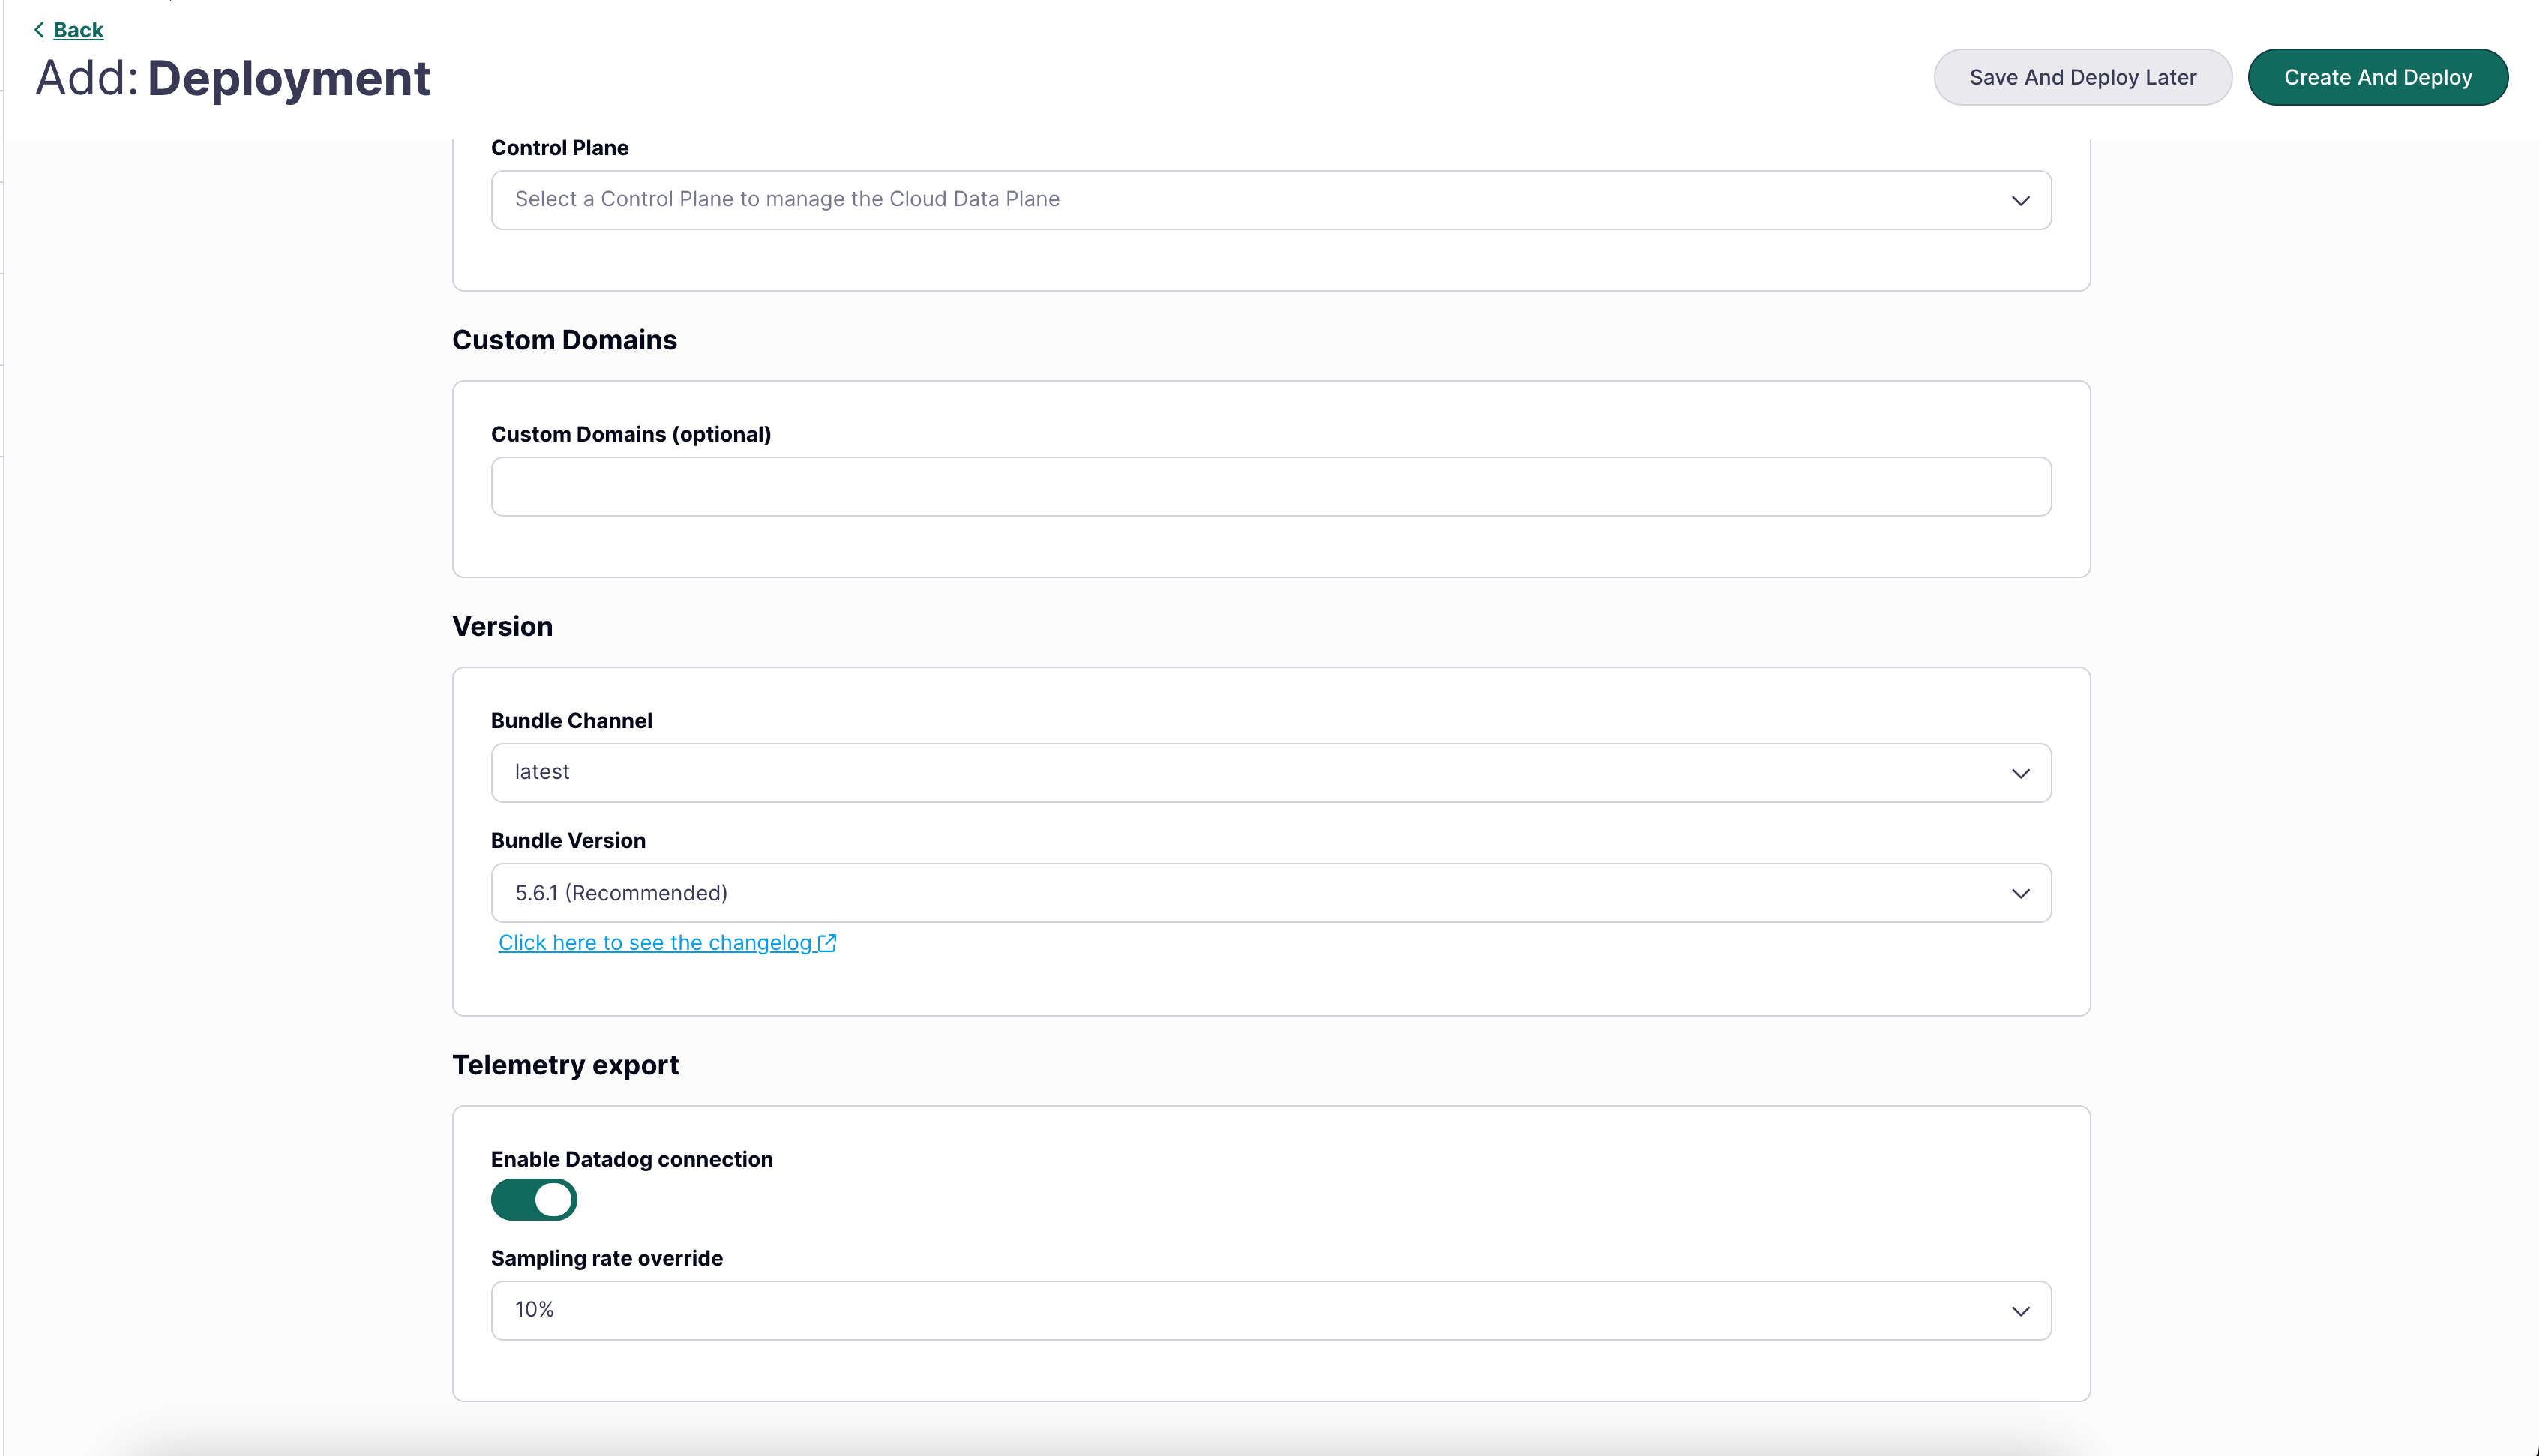 Back
Add: Deployment
Save And Deploy Later
Create And Deploy
Control Plane
Select a Control Plane to manage the Cloud Data Plane
Custom Domains
Custom Domains (optional)
Version
Bundle Channel
latest
Bundle Version
5.6.1 (Recommended)
Click here to see the changelog
Telemetry export
Enable Datadog connection
Sampling rate override
10%